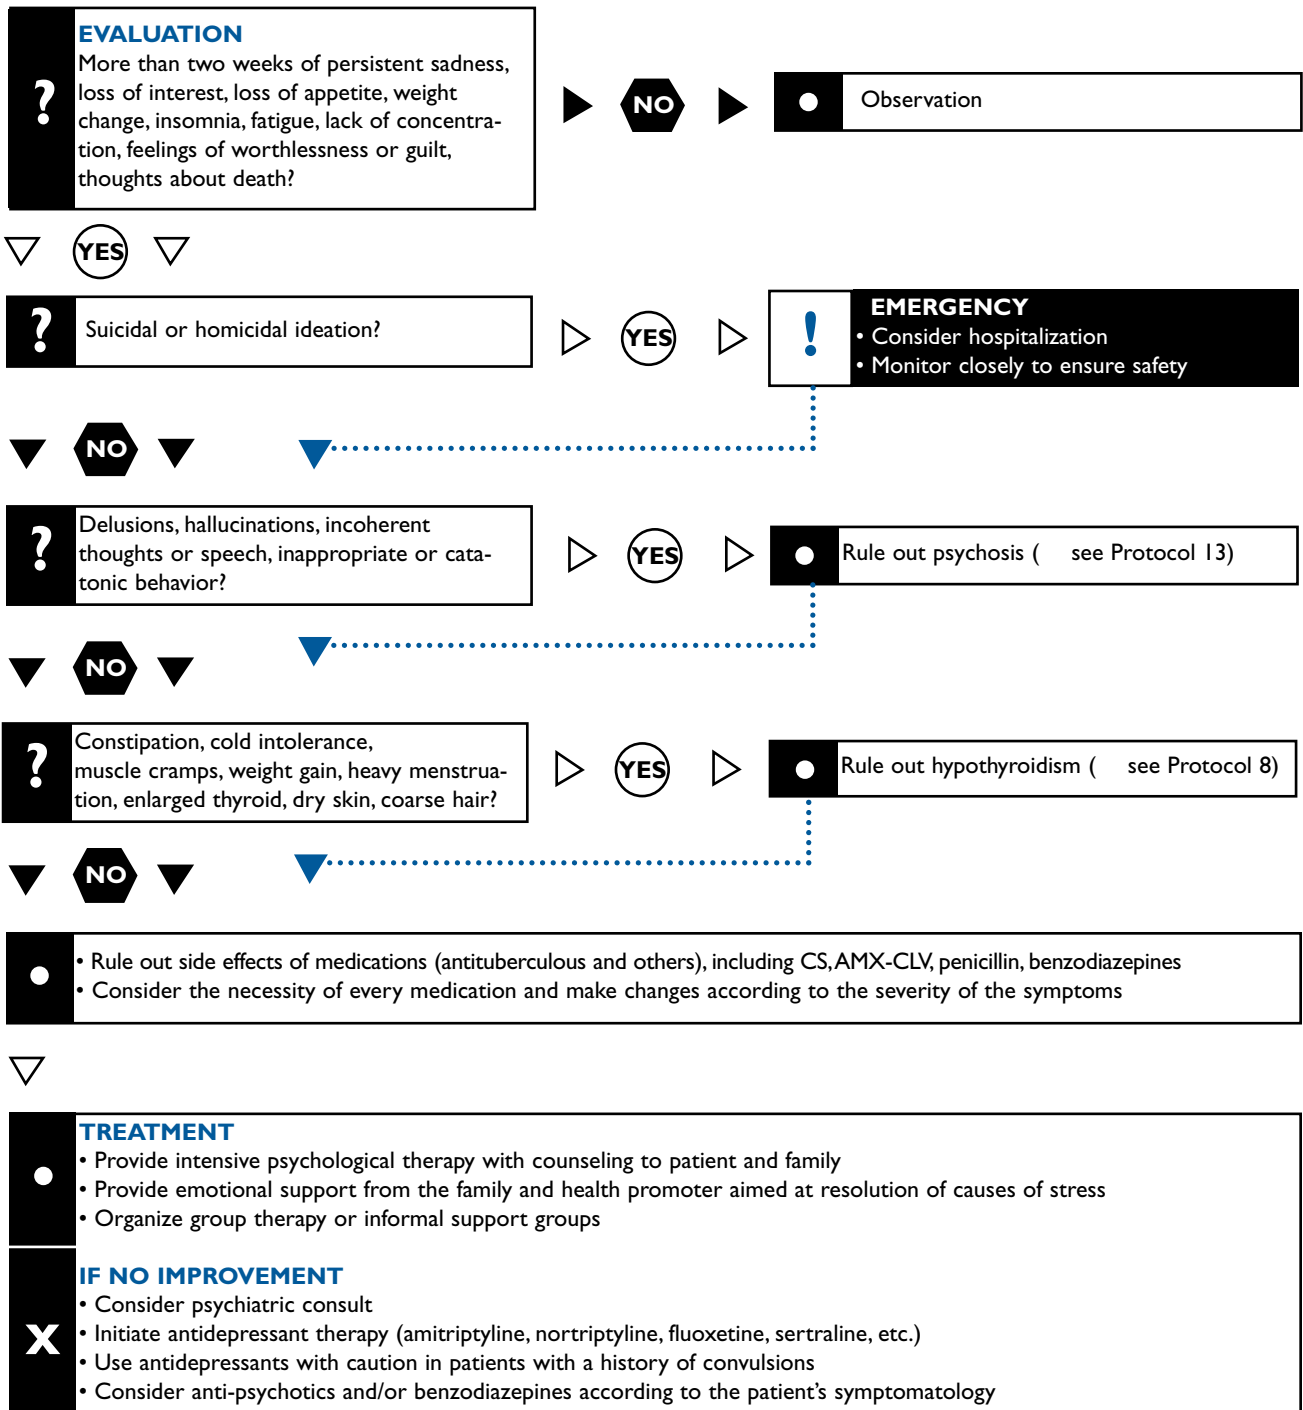 EVALUATION
? More than two weeks of persistent sadness,
loss of interest, loss of appetite, weight
change, insomnia, fatigue, lack of concentra-
tion, feelings of worthlessness or guilt,
thoughts about death?
NO
Observation
YES
? Suicidal or homicidal ideation?
YES
! EMERGENCY
• Consider hospitalization
• Monitor closely to ensure safety
NO
? Delusions, hallucinations, incoherent
thoughts or speech, inappropriate or cata-
tonic behavior?
YES
Rule out psychosis ( see Protocol 13)
NO
? Constipation, cold intolerance,
muscle cramps, weight gain, heavy menstrua-
tion, enlarged thyroid, dry skin, coarse hair?
YES
Rule out hypothyroidism ( see Protocol 8)
NO
• Rule out side effects of medications (antituberculous and others), including CS, AMX-CLV, penicillin, benzodiazepines
• Consider the necessity of every medication and make changes according to the severity of the symptoms
TREATMENT
• Provide intensive psychological therapy with counseling to patient and family
• Provide emotional support from the family and health promoter aimed at resolution of causes of stress
• Organize group therapy or informal support groups
X IF NO IMPROVEMENT
• Consider psychiatric consult
• Initiate antidepressant therapy (amitriptyline, nortriptyline, fluoxetine, sertraline, etc.)
• Use antidepressants with caution in patients with a history of convulsions
• Consider anti-psychotics and/or benzodiazepines according to the patient's symptomatology